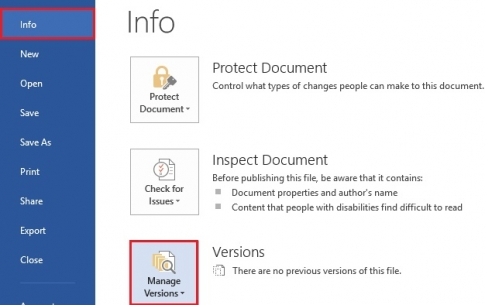 Info
New
Open
Save
Save As
Print
Share
Export
Close
Info
Protect
Document
Protect Document
Control what types of changes people can make to this document.
Check for
Issues
Inspect Document
Before publishing this file, be aware that it contains:
Document properties and author's name
Content that people with disabilities find difficult to read
Manage
Versions
Versions
There are no previous versions of this file.